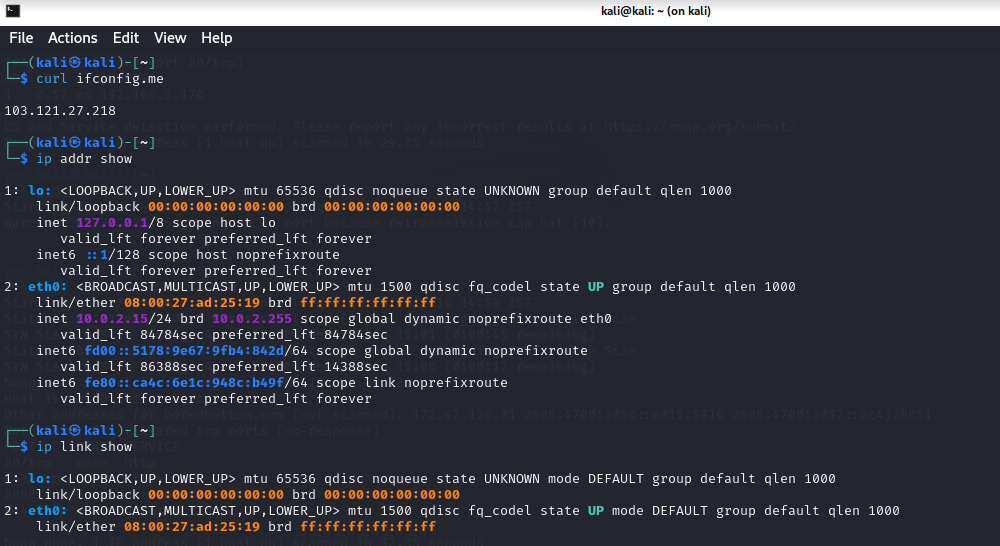 kali@kali: ~ (on kali)
File Actions Edit View Help
┌──(kali㉿kali)-[~]
└─$ curl ifconfig.me
103.121.27.218
┌──(kali㉿kali)-[~]
└─$ ip addr show
1: lo: <LOOPBACK,UP,LOWER_UP> mtu 65536 qdisc noqueue state UNKNOWN group default qlen 1000
    link/loopback 00:00:00:00:00:00 brd 00:00:00:00:00:00
    inet 127.0.0.1/8 scope host lo
       valid_lft forever preferred_lft forever
    inet6 ::1/128 scope host noprefixroute
       valid_lft forever preferred_lft forever
2: eth0: <BROADCAST,MULTICAST,UP,LOWER_UP> mtu 1500 qdisc fq_codel state UP group default qlen 1000
    link/ether 08:00:27:ad:25:19 brd ff:ff:ff:ff:ff:ff
    inet 10.0.2.15/24 brd 10.0.2.255 scope global dynamic noprefixroute eth0
       valid_lft 84784sec preferred_lft 84784sec
    inet6 fd00::5178:9e67:9fb4:842d/64 scope global dynamic noprefixroute
       valid_lft 86388sec preferred_lft 14388sec
    inet6 fe80::ca4c:6e1c:948c:b49f/64 scope link noprefixroute
       valid_lft forever preferred_lft forever
┌──(kali㉿kali)-[~]
└─$ ip link show
1: lo: <LOOPBACK,UP,LOWER_UP> mtu 65536 qdisc noqueue state UNKNOWN mode DEFAULT group default qlen 1000
    link/loopback 00:00:00:00:00:00 brd 00:00:00:00:00:00
2: eth0: <BROADCAST,MULTICAST,UP,LOWER_UP> mtu 1500 qdisc fq_codel state UP mode DEFAULT group default qlen 1000
    link/ether 08:00:27:ad:25:19 brd ff:ff:ff:ff:ff:ff